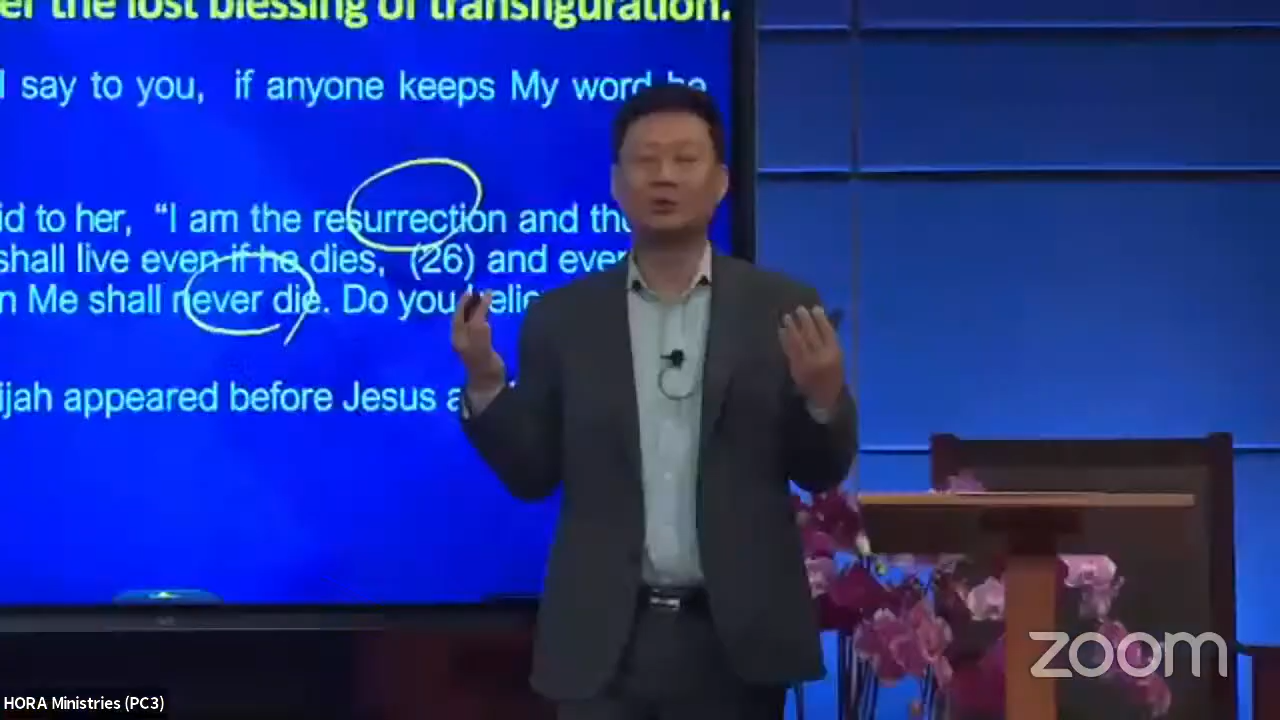 er the lost blessing of transfiguration.
I say to you, if anyone keeps My word he
id to her, "I am the resurrection and the
shall live even if he dies, (26) and ever
n Me shall never die. Do you belie
ijah appeared before Jesus a
zoom
HORA Ministries (PC3)